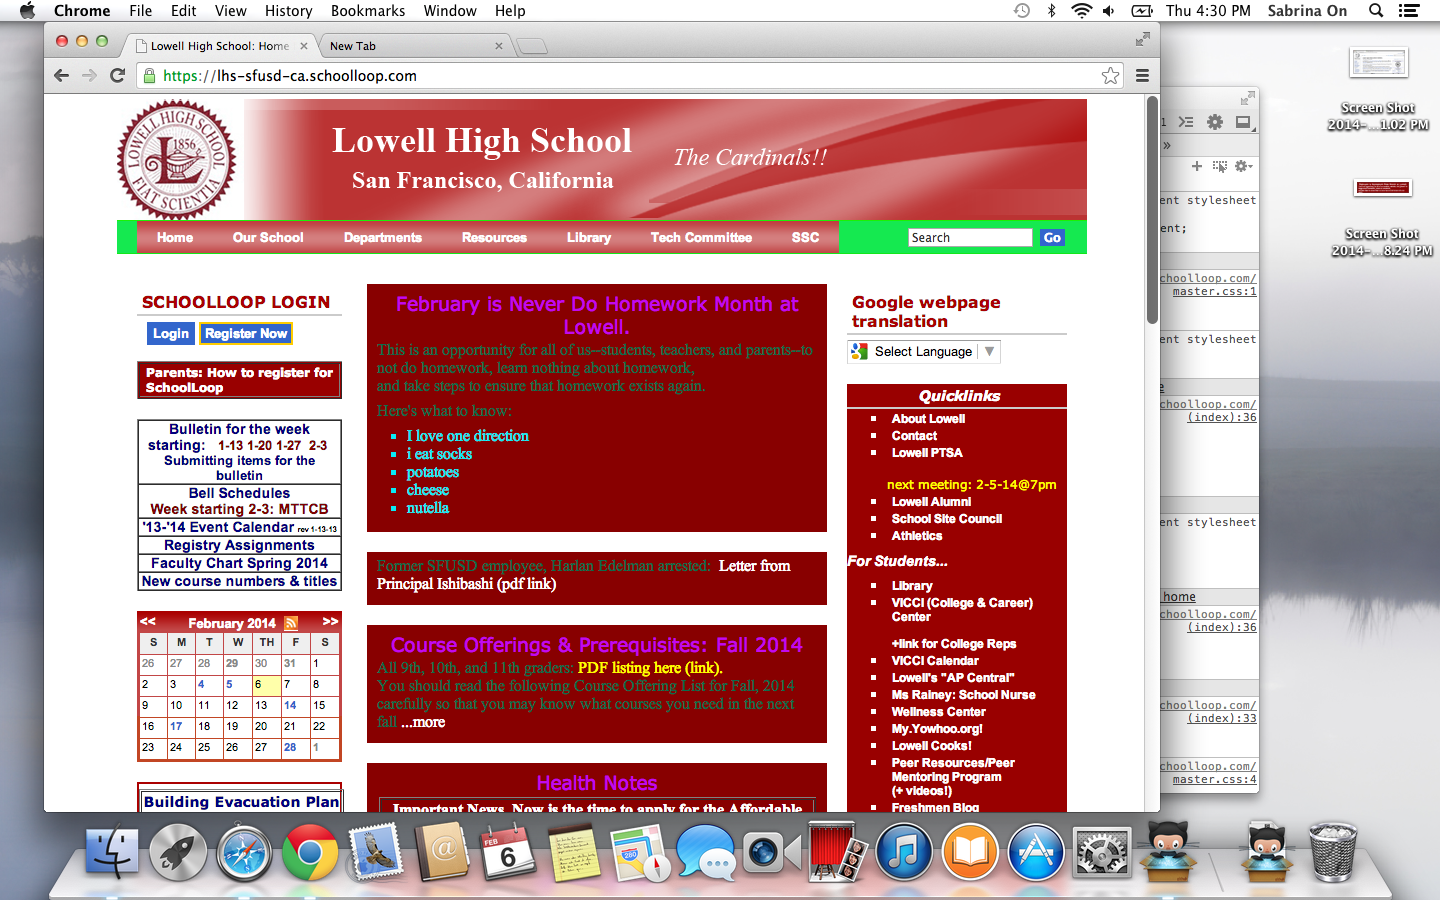 Chrome File Edit View History Bookmarks Window Help Thu 4:30 PM Sabrina On
Lowell High School: Home
New Tab
https://lhs-sfusd-ca.schoolloop.com
LOWELL HIGH SCHOOL
1856
L
FIAT SCIENTIA
Lowell High School
San Francisco, California
The Cardinals!!
Home Our School Departments Resources Library Tech Committee SSC
Search Go
SCHOOLLOOP LOGIN
Login Register Now
Parents: How to register for
SchoolLoop
Bulletin for the week
starting: 1-13 1-20 1-27 2-3
Submitting items for the
bulletin
Bell Schedules
Week starting 2-3: MTTCB
'13-'14 Event Calendar rev 1-13-13
Registry Assignments
Faculty Chart Spring 2014
New course numbers & titles
<< February 2014 >>
S M T W TH F S
26 27 28 29 30 31 1
2 3 4 5 6 7 8
9 10 11 12 13 14 15
16 17 18 19 20 21 22
23 24 25 26 27 28 1
Building Evacuation Plan
February is Never Do Homework Month at
Lowell.
This is an opportunity for all of us--students, teachers, and parents--to
not do homework, learn nothing about homework,
and take steps to ensure that homework exists again.
Here's what to know:
I love one direction
i eat socks
potatoes
cheese
nutella
Former SFUSD employee, Harlan Edelman arrested: Letter from
Principal Ishibashi (pdf link)
Course Offerings & Prerequisites: Fall 2014
All 9th, 10th, and 11th graders: PDF listing here (link).
You should read the following Course Offering List for Fall, 2014
carefully so that you may know what courses you need in the next
fall ...more
Health Notes
Important News. Now is the time to apply for the Affordable
Google webpage
translation
Select Language
Quicklinks
About Lowell
Contact
Lowell PTSA
next meeting: 2-5-14@7pm
Lowell Alumni
School Site Council
Athletics
For Students...
Library
VICCI (College & Career)
Center
+link for College Reps
VICCI Calendar
Lowell's "AP Central"
Ms Rainey: School Nurse
Wellness Center
My.Yowhoo.org!
Lowell Cooks!
Peer Resources/Peer
Mentoring Program
(+ videos!)
Freshmen Blog
1
»
ent stylesheet
ent;
choolloop.com/
master.css:1
ent stylesheet
e
choolloop.com/
(index):36
ent stylesheet
home
choolloop.com/
(index):36
choolloop.com/
(index):33
choolloop.com/
master.css:4
Screen Shot
2014-...1.02 PM
Screen Shot
2014-...8.24 PM
FEB
6
280